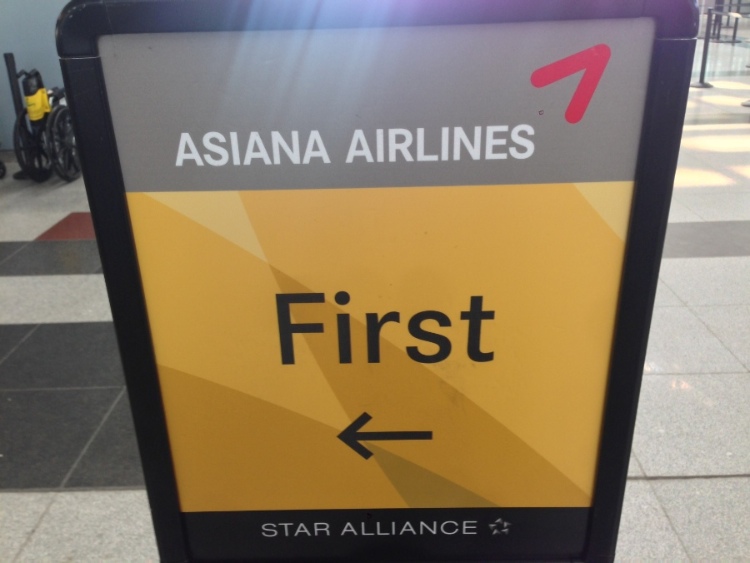 ASIANA AIRLINES
First
←
STAR ALLIANCE